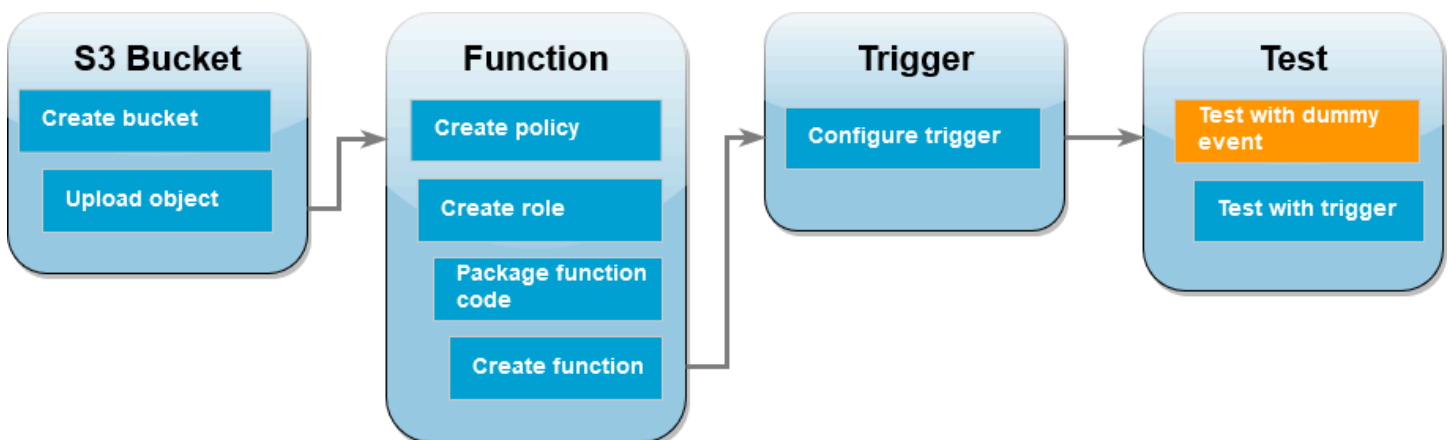 S3 Bucket
Create bucket
Upload object
Function
Create policy
Create role
Package function
code
Create function
Trigger
Configure trigger
Test
Test with dummy
event
Test with trigger